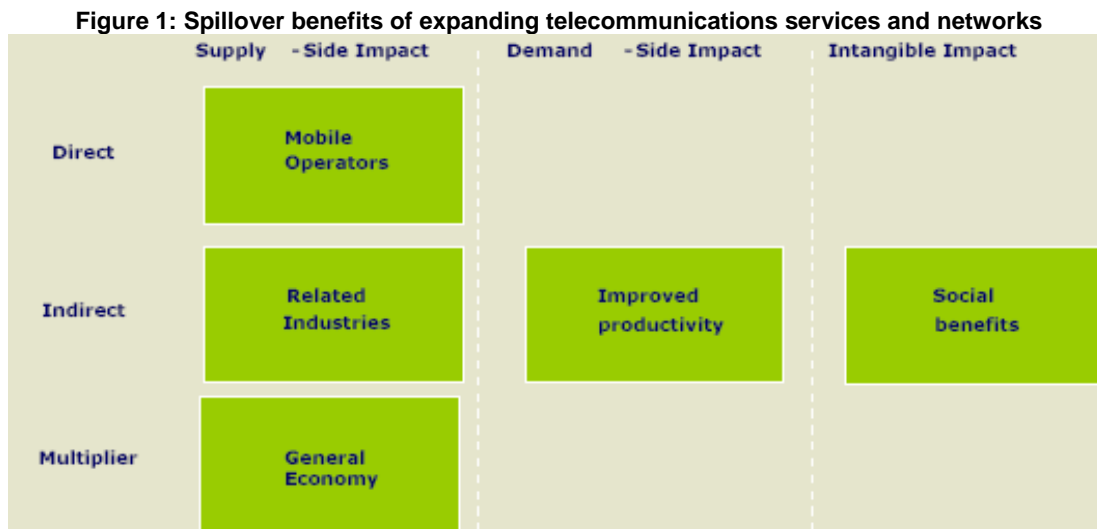 Figure 1: Spillover benefits of expanding telecommunications services and networks
Supply - Side Impact
Demand - Side Impact
Intangible Impact
Direct
Mobile
Operators
Indirect
Related
Industries
Improved
productivity
Social
benefits
Multiplier
General
Economy